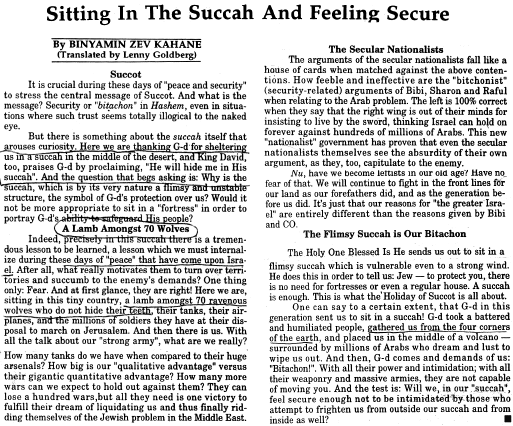 Sitting In The Succah And Feeling Secure
By BINYAMIN ZEV KAHANE
(Translated by Lenny Goldberg)
Succot
It is crucial during these days of "peace and security"
to stress the central message of Succot. And what is the
message? Security or "bitachon" in Hashem, even in situa-
tions where such trust seems totally illogical to the naked
eye.
But there is something about the succah itself that
arouses curiosity. Here we are thanking G-d for sheltering
us in a succah in the middle of the desert, and King David,
too, praises G-d by proclaiming, "He will hide me in His
succah". And the question that begs asking is: Why is the
succah, which is by its very nature a flimsy and unstable
structure, the symbol of G-d's protection over us? Would it
not be more appropriate to sit in a "fortress" in order to
portray G-d's ability to safeguard His people?
A Lamb Amongst 70 Wolves
Indeed, precisely in this succah there is a tremen-
dous lesson to be learned, a lesson which we must internal-
ize during these days of "peace" that have come upon Isra-
el. After all, what really motivates them to turn over terri-
tories and succumb to the enemy's demands? One thing
only: Fear. And at first glance, they are right! Here we are,
sitting in this tiny country, a lamb amongst 70 ravenous
wolves who do not hide their teeth, their tanks, their air-
planes, and the millions of soldiers they have at their dis-
posal to march on Jerusalem. And then there is us. With
all the talk about our "strong army", what are we really?
How many tanks do we have when compared to their huge
arsenals? How big is our "qualitative advantage" versus
their gigantic quantitative advantage? How many more
wars can we expect to hold out against them? They can
lose a hundred wars,but all they need is one victory to
fulfill their dream of liquidating us and thus finally rid-
ding themselves of the Jewish problem in the Middle East.
The Secular Nationalists
The arguments of the secular nationalists fall like a
house of cards when matched against the above conten-
tions. How feeble and ineffective are the "bitchonist"
(security-related) arguments of Bibi, Sharon and Raful
when relating to the Arab problem. The left is 100% correct
when they say that the right wing is out of their minds for
insisting to live by the sword, thinking Israel can hold on
forever against hundreds of millions of Arabs. This new
"nationalist" government has proven that even the secular
nationalists themselves see the absurdity of their own
argument, as they, too, capitulate to the enemy.
Nu, have we become leftists in our old age? Have no
fear of that. We will continue to fight in the front lines for
our land as our forefathers did, and as the generation be-
fore us did. It's just that our reasons for "the greater Isra-
el" are entirely different than the reasons given by Bibi
and CO.
The Flimsy Succah is Our Bitachon
The Holy One Blessed Is He sends us out to sit in a
flimsy succah which is vulnerable even to a strong wind.
He does this in order to tell us: Jew — to protect you, there
is no need for fortresses or even a regular house. A succah
is enough. This is what the Holiday of Succot is all about.
One can say to a certain extent, that G-d in this
generation sent us to sit in a succah! G-d took a battered
and humiliated people, gathered us from the four corners
of the earth, and placed us in the middle of a volcano —
surrounded by millions of Arabs who dream and lust to
wipe us out. And then, G-d comes and demands of us:
"Bitachon!". With all their power and intimidation; with all
their weaponry and massive armies, they are not capable
of moving you. And the test is: Will we, in our "succah",
feel secure enough not to be intimidated by those who
attempt to frighten us from outside our succah and from
inside as well?